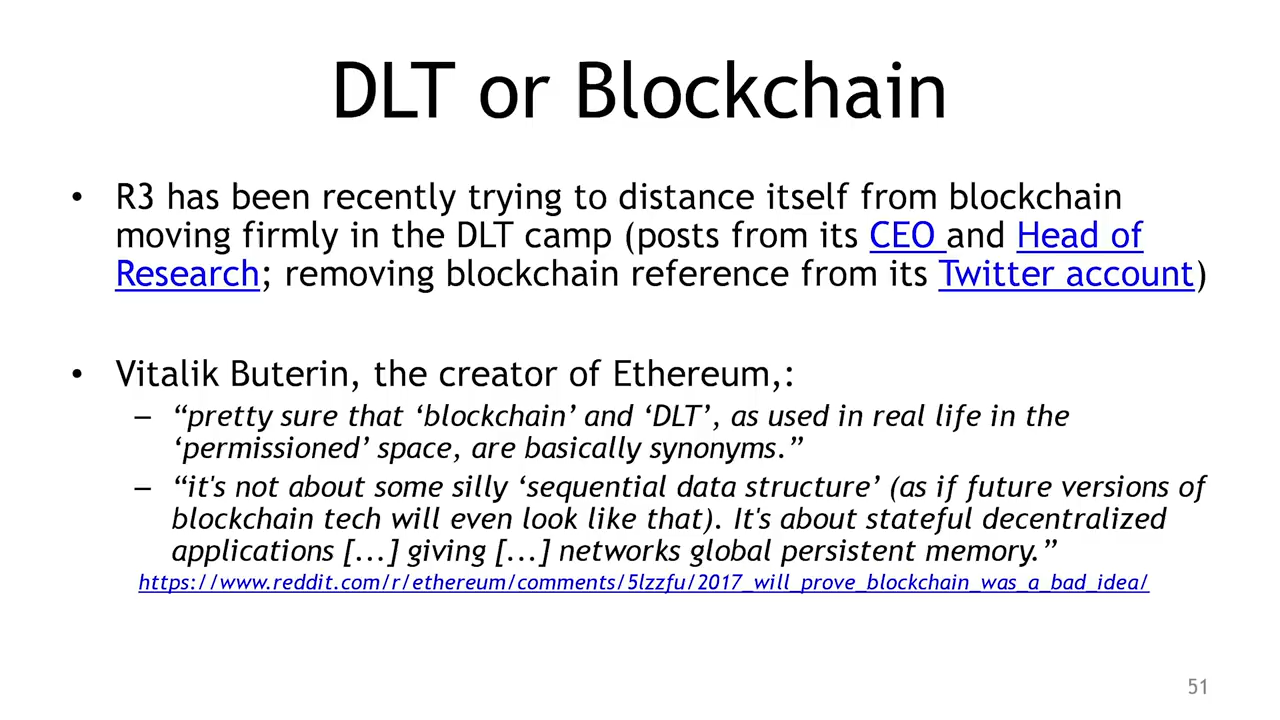 DLT or Blockchain
• R3 has been recently trying to distance itself from blockchain
moving firmly in the DLT camp (posts from its CEO and Head of
Research; removing blockchain reference from its Twitter account)
• Vitalik Buterin, the creator of Ethereum,:
– “pretty sure that ‘blockchain’ and ‘DLT’, as used in real life in the
‘permissioned’ space, are basically synonyms.”
– “it's not about some silly ‘sequential data structure’ (as if future versions of
blockchain tech will even look like that). It's about stateful decentralized
applications [...] giving [...] networks global persistent memory.”
https://www.reddit.com/r/ethereum/comments/5lzzfu/2017_will_prove_blockchain_was_a_bad_idea/
51